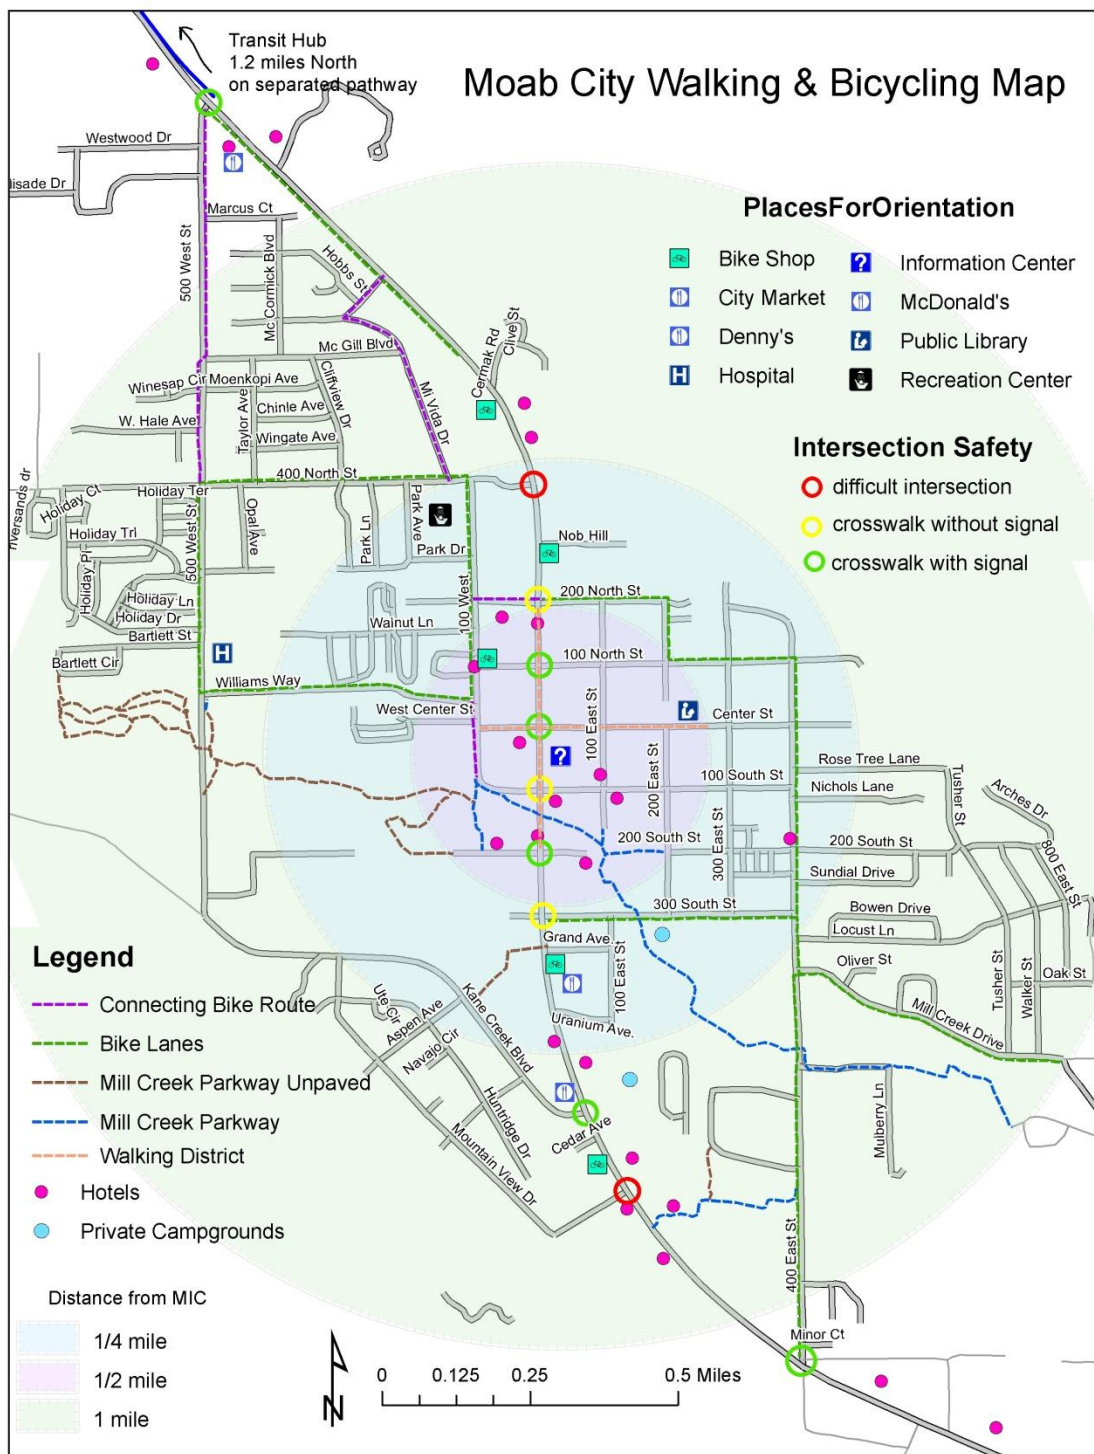 Transit Hub
1.2 miles North
on separated pathway
Moab City Walking & Bicycling Map
Westwood Dr
lisade Dr
Marcus Ct
500 West St
Mc Cormick Blvd
Hobbs St
PlacesForOrientation
Bike Shop
City Market
Denny's
Hospital
Information Center
McDonald's
Public Library
Recreation Center
Mc Gill Blvd
Cermak Rd
Clive St
Winesap Cir
Moenkopi Ave
Cliffview Dr
Mi Vida Dr
Chinle Ave
W. Hale Ave
Taylor Ave
Wingate Ave
Intersection Safety
difficult intersection
crosswalk without signal
crosswalk with signal
400 North St
iversands dr
Holiday Ct
Holiday Ter
500 West St
Opal Ave
Park Ln
Park Ave
Park Dr
Nob Hill
Holiday Trl
Holiday Pl
Holiday Ln
Holiday Dr
Bartlett St
Bartlett Cir
100 West
200 North St
Walnut Ln
H
100 North St
Williams Way
West Center St
Center St
100 East St
200 East St
?
100 South St
Rose Tree Lane
Nichols Lane
Tusher St
Arches Dr
200 South St
300 East St
200 South St
800 East St
Sundial Drive
300 South St
Bowen Drive
Locust Ln
Grand Ave.
100 East St
Oliver St
Tusher St
Walker St
Oak St
Mill Creek Drive
Uranium Ave.
Ute Cir
Aspen Ave
Navajo Cir
Kane Creek Blvd
Huntridge Dr
Mountain View Dr
Cedar Ave
Mulberry Ln
400 East St
Minor Ct
Legend
Connecting Bike Route
Bike Lanes
Mill Creek Parkway Unpaved
Mill Creek Parkway
Walking District
Hotels
Private Campgrounds
Distance from MIC
1/4 mile
1/2 mile
1 mile
N
0 0.125 0.25 0.5 Miles